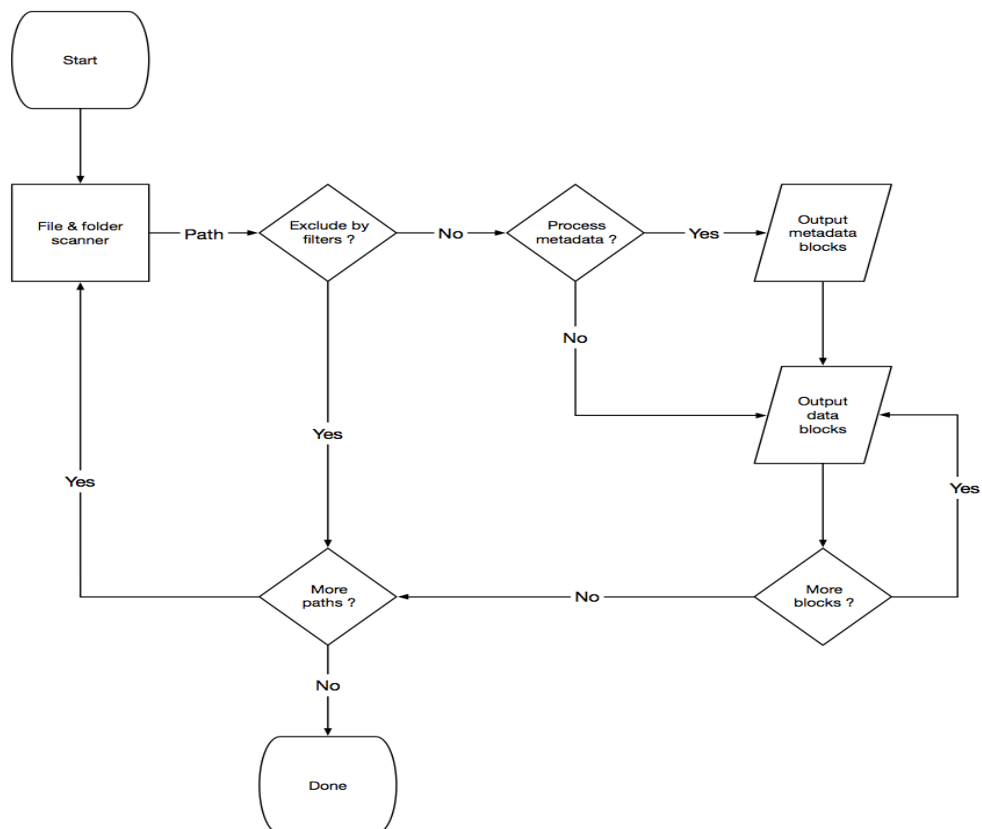 Start
File & folder
scanner
Path
Exclude by
filters ?
No
Process
metadata ?
Yes
Output
metadata
blocks
No
Output
data
blocks
Yes
Yes
Yes
More
paths ?
No
More
blocks ?
No
Done